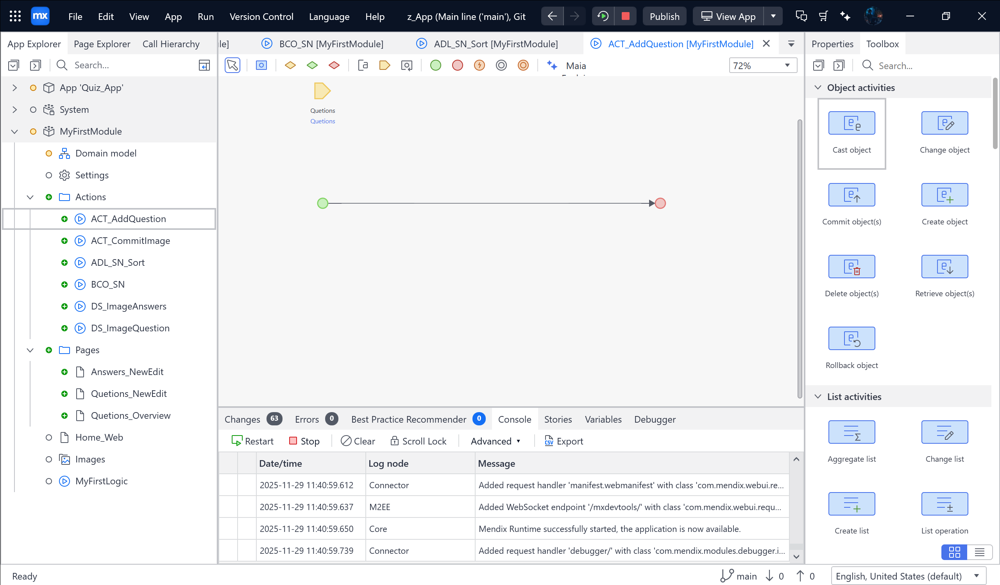 mx File Edit View App Run Version Control Language Help z_App (Main line ('main'), Git Publish View App
App Explorer Page Explorer Call Hierarchy
le] BCO_SN [MyFirstModule] ADL_SN_Sort [MyFirstModule] ACT_AddQuestion [MyFirstModule]
Properties Toolbox
Search...
Maia
72%
Search...
App 'Quiz_App'
System
MyFirstModule
Domain model
Settings
Actions
ACT_AddQuestion
ACT_CommitImage
ADL_SN_Sort
BCO_SN
DS_ImageAnswers
DS_ImageQuestion
Pages
Answers_NewEdit
Quetions_NewEdit
Quetions_Overview
Home_Web
Images
MyFirstLogic
Quetions
Quetions
Object activities
Cast object
Change object
Commit object(s)
Create object
Delete object(s)
Retrieve object(s)
Rollback object
List activities
Aggregate list
Change list
Create list
List operation
Changes 63 Errors 0 Best Practice Recommender 0 Console Stories Variables Debugger
Restart Stop Clear Scroll Lock Advanced CSV Export
Date/time Log node Message
2025-11-29 11:40:59.612 Connector Added request handler 'manifest.webmanifest' with class 'com.mendix.webui.re...
2025-11-29 11:40:59.637 M2EE Added WebSocket endpoint '/mxdevtools/' with class 'com.mendix.webui.requ...
2025-11-29 11:40:59.650 Core Mendix Runtime successfully started, the application is now available.
2025-11-29 11:40:59.739 Connector Added request handler 'debugger/' with class 'com.mendix.modules.debugger.i...
Ready
main 0 0 English, United States (default)